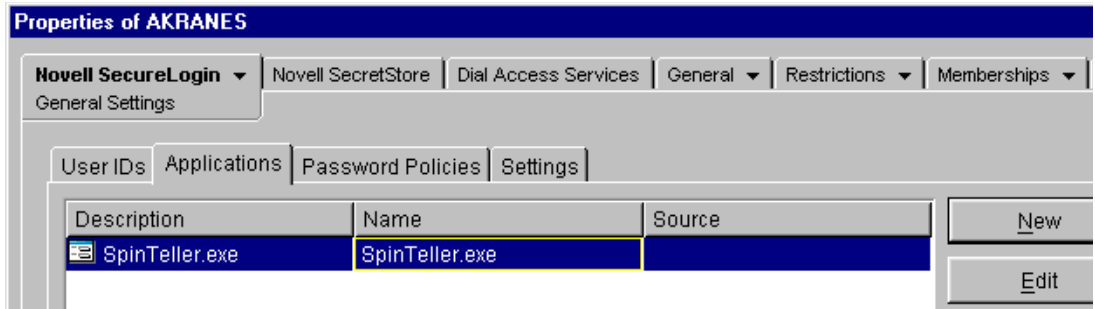 Properties of AKRANES
Novell SecureLogin Novell SecretStore Dial Access Services General Restrictions Memberships
General Settings
User IDs Applications Password Policies Settings
Description Name Source New
SpinTeller.exe SpinTeller.exe
Edit